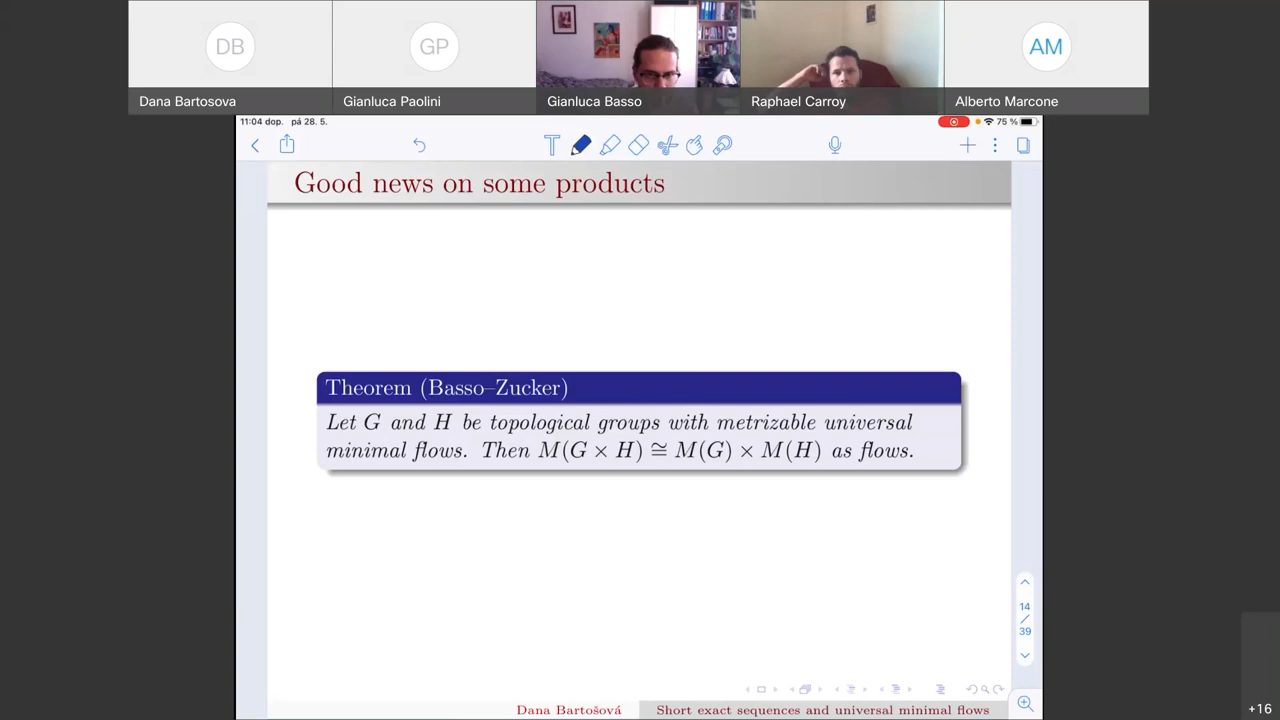 DB
GP
AM
Dana Bartosova
Gianluca Paolini
Gianluca Basso
Raphael Carroy
Alberto Marcone
11:04 dop. pá 28. 5.
75 %
Good news on some products
Theorem (Basso–Zucker)
Let G and H be topological groups with metrizable universal
minimal flows. Then M(G × H) ≅ M(G) × M(H) as flows.
14
/
39
Dana Bartošová
Short exact sequences and universal minimal flows
+16